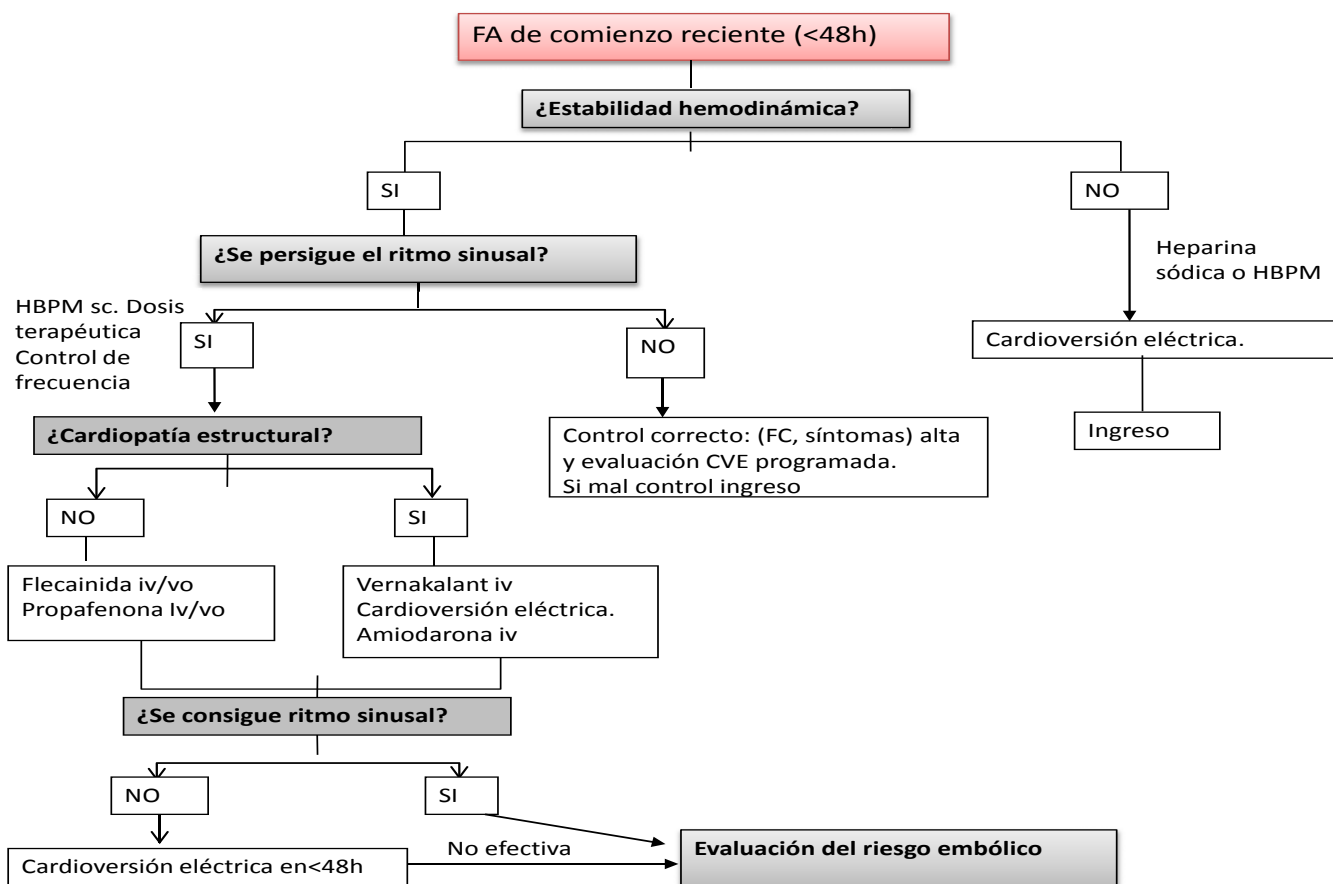 FA de comienzo reciente (<48h)
¿Estabilidad hemodinámica?
SI
NO
¿Se persigue el ritmo sinusal?
Heparina
sódica o HBPM
HBPM sc. Dosis
terapéutica
Control de
frecuencia
SI
NO
Cardioversión eléctrica.
¿Cardiopatía estructural?
Control correcto: (FC, síntomas) alta
y evaluación CVE programada.
Si mal control ingreso
Ingreso
NO
SI
Flecainida iv/vo
Propafenona Iv/vo
Vernakalant iv
Cardioversión eléctrica.
Amiodarona iv
¿Se consigue ritmo sinusal?
NO
SI
Cardioversión eléctrica en<48h
No efectiva
Evaluación del riesgo embólico